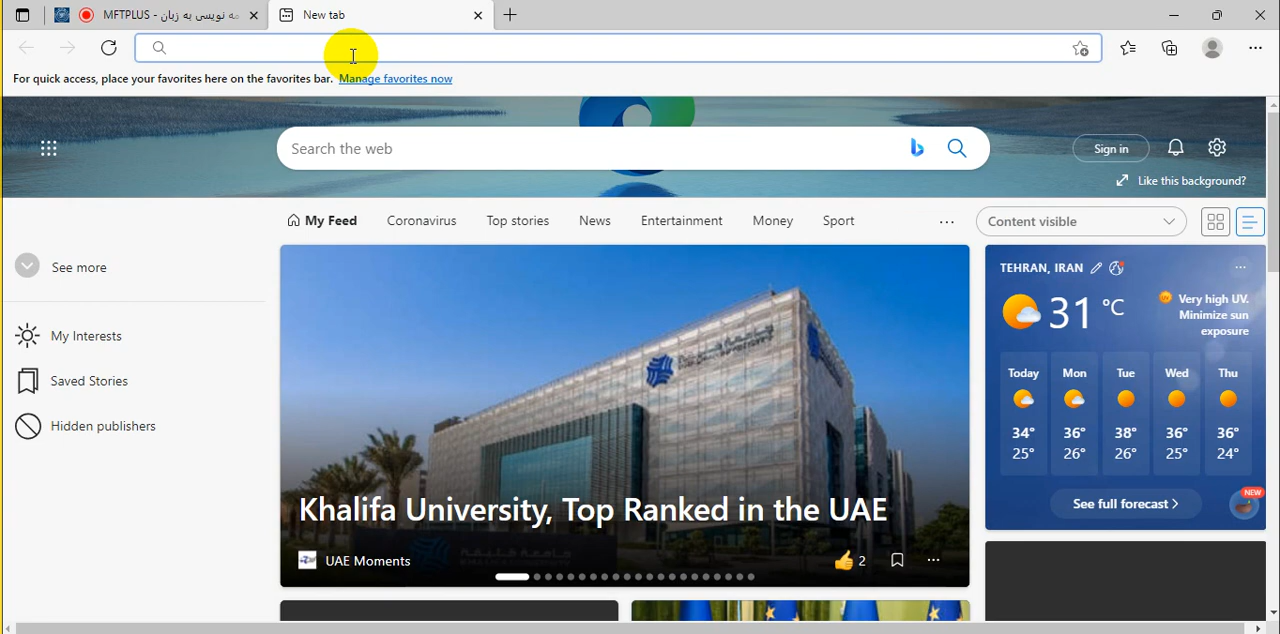 MFTPLUS - مه نویسی به زبان
New tab
For quick access, place your favorites here on the favorites bar. Manage favorites now
Search the web
Sign in
Like this background?
My Feed
Coronavirus
Top stories
News
Entertainment
Money
Sport
Content visible
See more
My Interests
Saved Stories
Hidden publishers
Khalifa University, Top Ranked in the UAE
UAE Moments
2
TEHRAN, IRAN
31 °C
Very high UV.
Minimize sun
exposure
Today Mon Tue Wed Thu
34° 36° 38° 36° 36°
25° 26° 26° 25° 24°
See full forecast
NEW